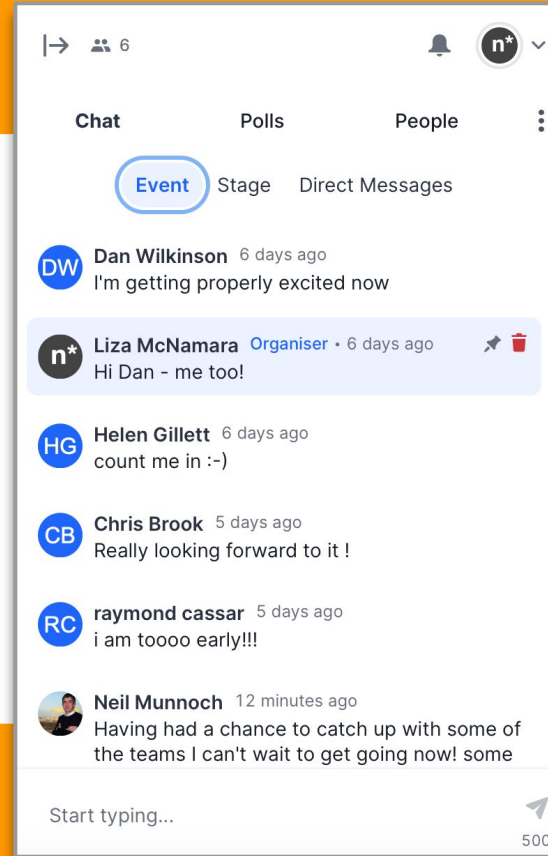 6
n*
Chat Polls People
Event Stage Direct Messages
DW
Dan Wilkinson 6 days ago
I'm getting properly excited now
n*
Liza McNamara Organiser • 6 days ago
Hi Dan - me too!
HG
Helen Gillett 6 days ago
count me in :-)
CB
Chris Brook 5 days ago
Really looking forward to it !
RC
raymond cassar 5 days ago
i am toooo early!!!
Neil Munnoch 12 minutes ago
Having had a chance to catch up with some of
the teams I can't wait to get going now! some
Start typing...
500